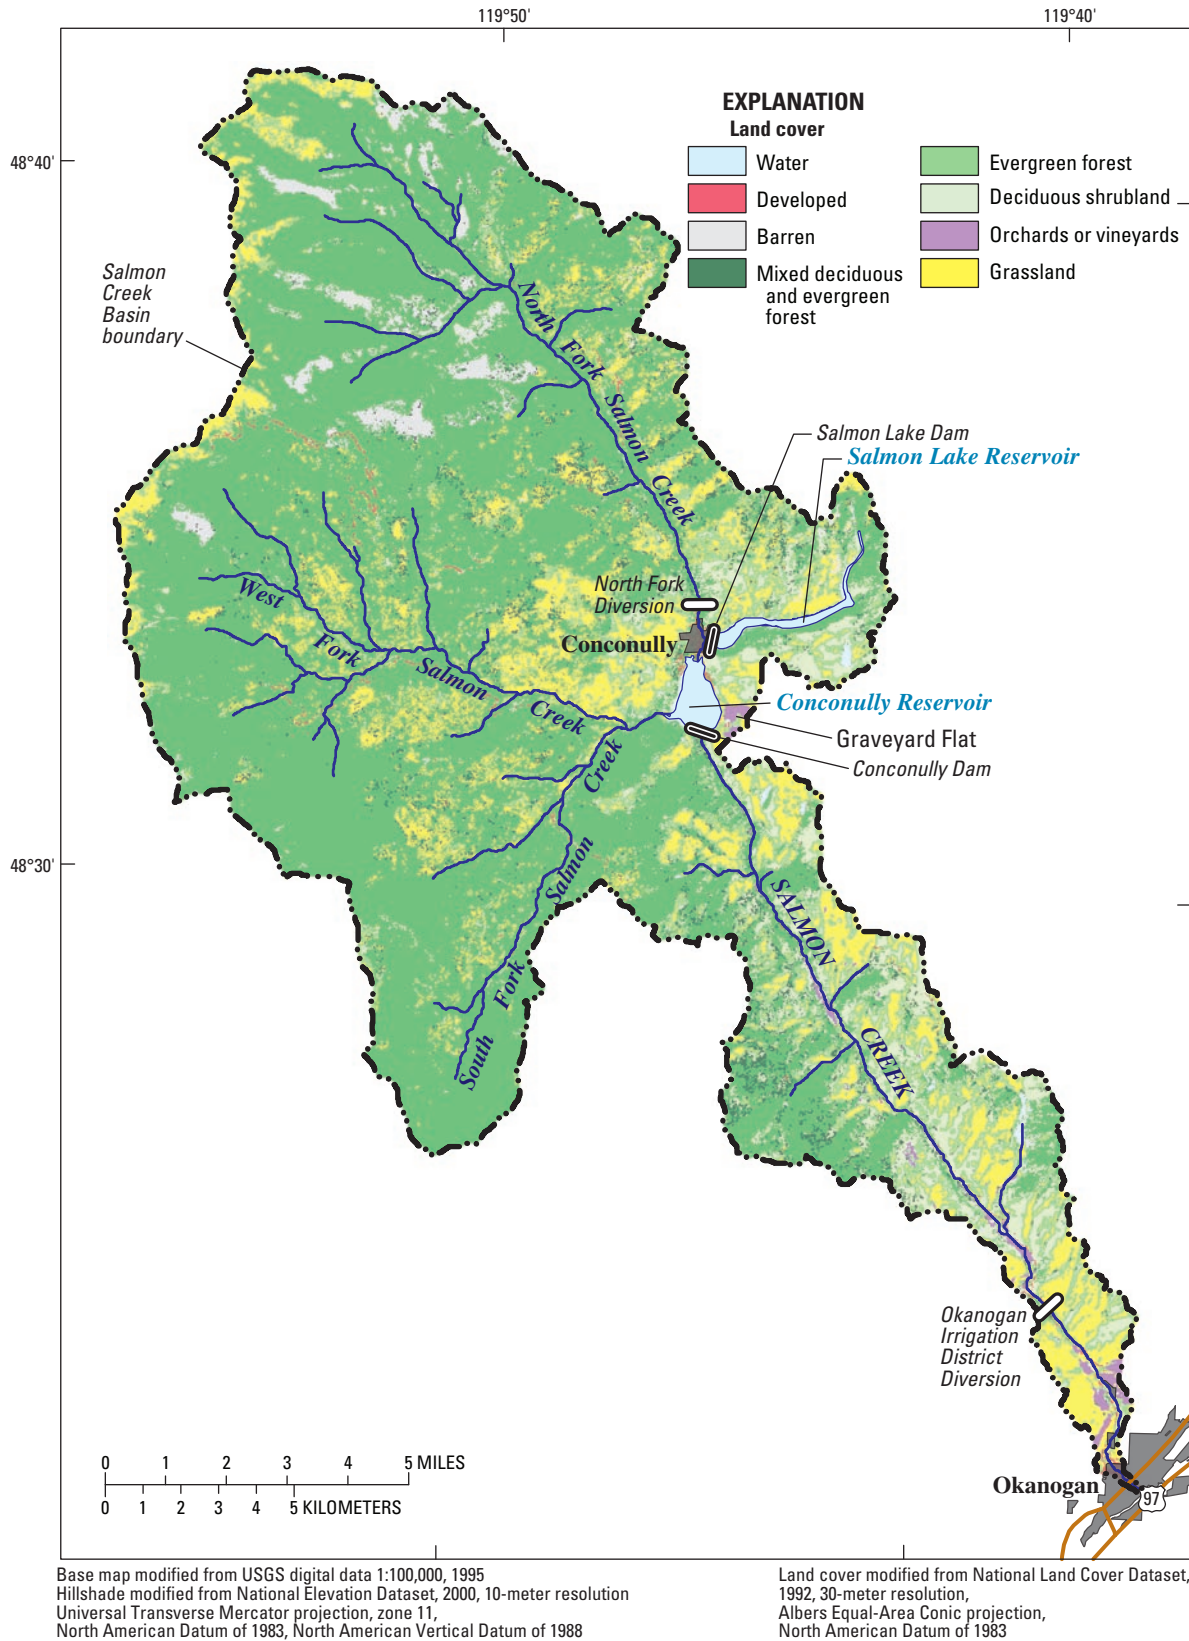 119°50'
119°40'
48°40'
48°30'
EXPLANATION
Land cover
Water
Developed
Barren
Mixed deciduous
and evergreen
forest
Evergreen forest
Deciduous shrubland
Orchards or vineyards
Grassland
Salmon
Creek
Basin
boundary
North Fork Salmon Creek
Salmon Lake Dam
Salmon Lake Reservoir
North Fork
Diversion
Conconully
West Fork Salmon Creek
Conconully Reservoir
Graveyard Flat
Conconully Dam
South Fork Salmon Creek
SALMON CREEK
Okanogan
Irrigation
District
Diversion
Okanogan
97
0 1 2 3 4 5 MILES
0 1 2 3 4 5 KILOMETERS
Base map modified from USGS digital data 1:100,000, 1995
Hillshade modified from National Elevation Dataset, 2000, 10-meter resolution
Universal Transverse Mercator projection, zone 11,
North American Datum of 1983, North American Vertical Datum of 1988
Land cover modified from National Land Cover Dataset,
1992, 30-meter resolution,
Albers Equal-Area Conic projection,
North American Datum of 1983